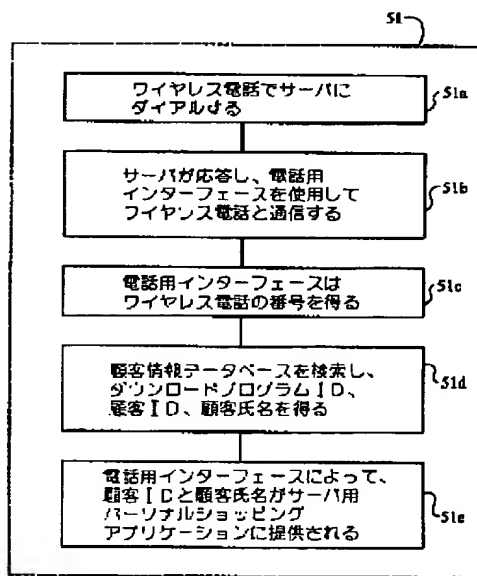 51
ワイヤレス電話でサーバに
ダイアルする
51a
サーバが応答し、電話用
インターフェースを使用して
ワイヤレス電話と通信する
51b
電話用インターフェースは
ワイヤレス電話の番号を得る
51c
顧客情報データベースを検索し、
ダウンロードプログラムID、
顧客ID、顧客氏名を得る
51d
電話用インターフェースによって、
顧客IDと顧客氏名がサーバ用
パーソナルショッピング
アプリケーションに提供される
51e